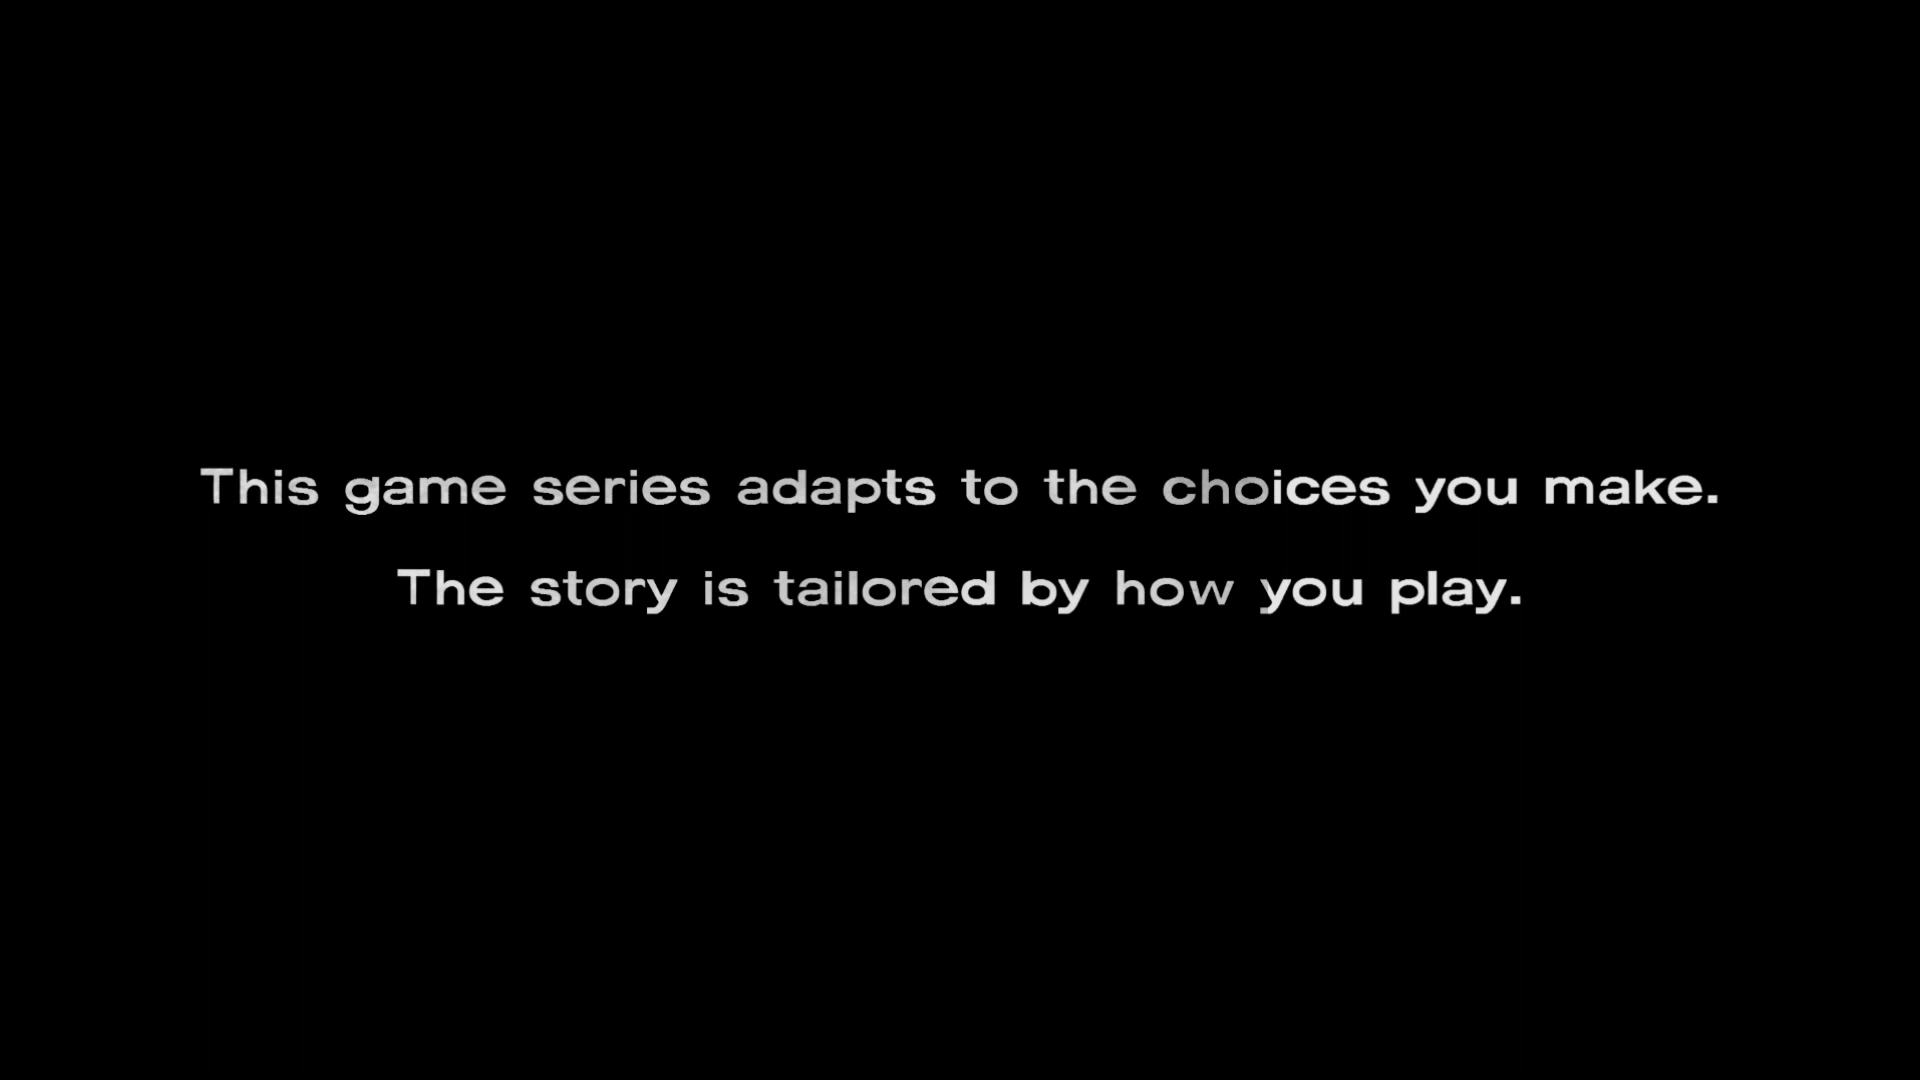 This game series adapts to the choices you make.
The story is tailored by how you play.